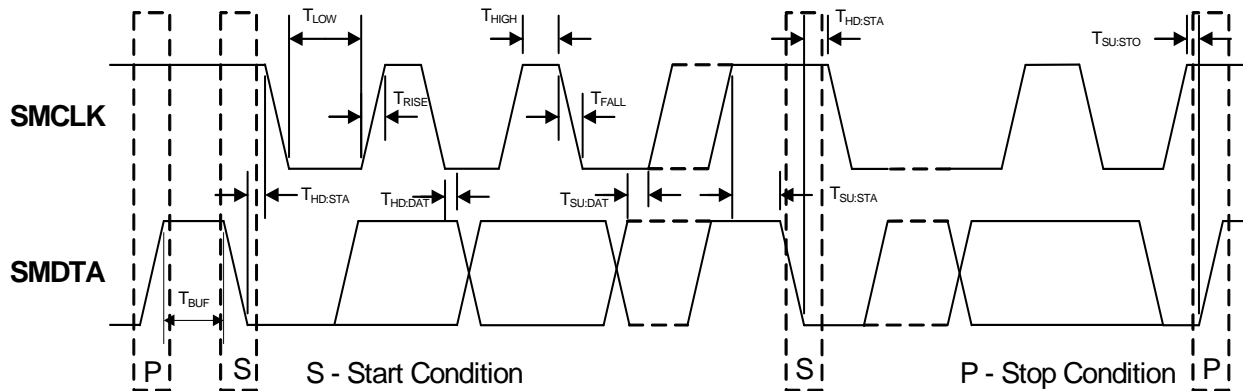 TLOW
THIGH
THD:STA
TSU:STO
SMCLK
TRISE
TFALL
THD:STA
THD:DAT
TSU:DAT
TSU:STA
SMDTA
TBUF
P
S
S - Start Condition
S
P - Stop Condition
P